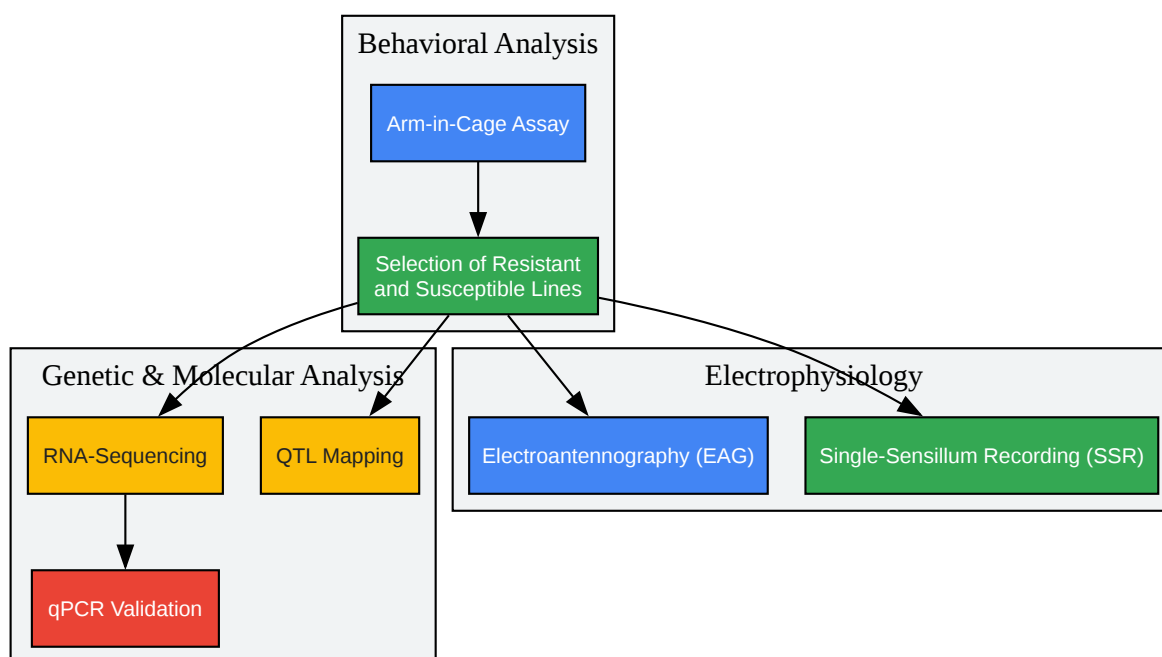 Behavioral Analysis
Arm-in-Cage Assay
Selection of Resistant
and Susceptible Lines
Genetic & Molecular Analysis
Electrophysiology
RNA-Sequencing
QTL Mapping
Electroantennography (EAG)
Single-Sensillum Recording (SSR)
qPCR Validation